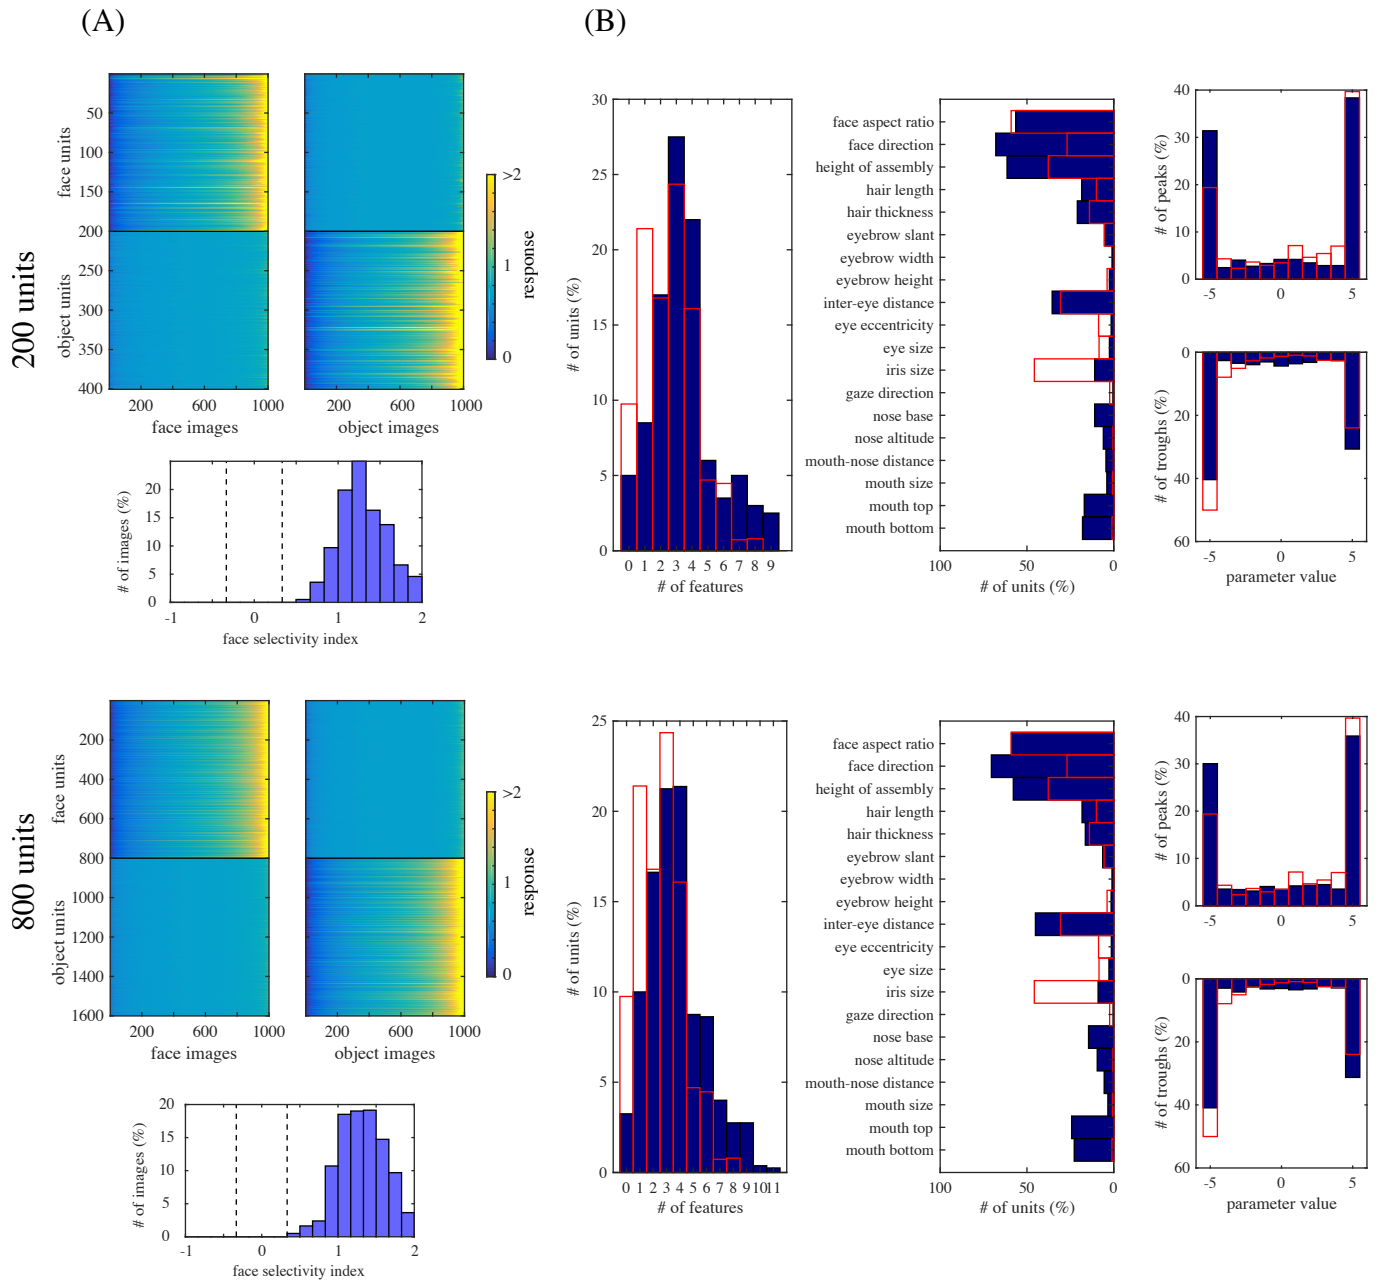 (A)
(B)
200 units
face units
object units
50
100
150
200
250
300
350
400
200
600
1000
face images
200
600
1000
object images
>2
1
0
response
# of images (%)
20
15
10
5
0
-1
0
1
2
face selectivity index
# of units (%)
30
25
20
15
10
5
0
0 1 2 3 4 5 6 7 8 9
# of features
face aspect ratio
face direction
height of assembly
hair length
hair thickness
eyebrow slant
eyebrow width
eyebrow height
inter-eye distance
eye eccentricity
eye size
iris size
gaze direction
nose base
nose altitude
mouth-nose distance
mouth size
mouth top
mouth bottom
100
50
0
# of units (%)
# of peaks (%)
40
30
20
10
0
-5
0
5
# of troughs (%)
0
20
40
60
-5
0
5
parameter value
800 units
face units
object units
200
400
600
800
1000
1200
1400
1600
200
600
1000
face images
200
600
1000
object images
>2
1
0
response
# of images (%)
20
15
10
5
0
-1
0
1
2
face selectivity index
# of units (%)
25
20
15
10
5
0
0 1 2 3 4 5 6 7 8 9 10 11
# of features
face aspect ratio
face direction
height of assembly
hair length
hair thickness
eyebrow slant
eyebrow width
eyebrow height
inter-eye distance
eye eccentricity
eye size
iris size
gaze direction
nose base
nose altitude
mouth-nose distance
mouth size
mouth top
mouth bottom
100
50
0
# of units (%)
# of peaks (%)
40
30
20
10
0
-5
0
5
# of troughs (%)
0
20
40
60
-5
0
5
parameter value